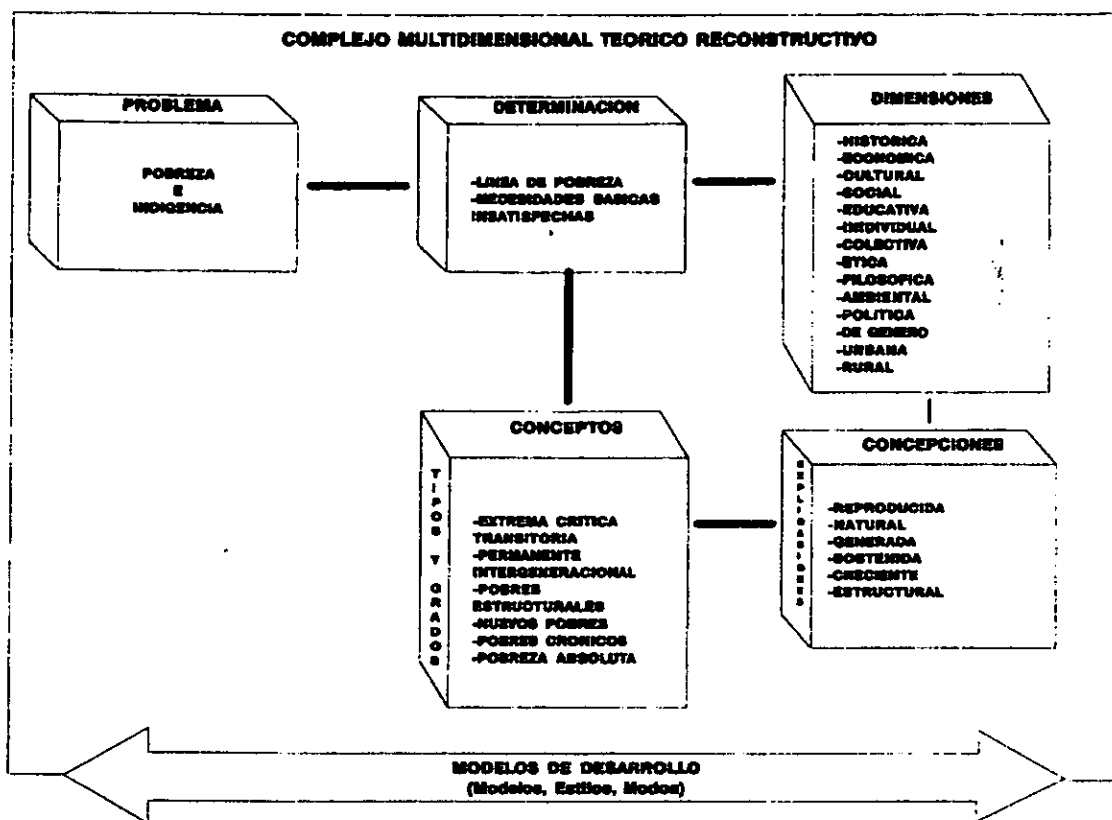 COMPLEJO MULTIDIMENSIONAL TEORICO RECONSTRUCTIVO
PROBLEMA
POBREZA
E
INDIGENCIA
DETERMINACION
-LINEA DE POBREZA
-NECESIDADES BASICAS
INSATISFECHAS
DIMENSIONES
-HISTORICA
-ECONOMICA
-CULTURAL
-SOCIAL
-EDUCATIVA
-INDIVIDUAL
-COLECTIVA
-ETICA
-FILOSOFICA
-AMBIENTAL
-POLITICA
-DE GENERO
-URBANA
-RURAL
CONCEPTOS
TIPOS Y GRADOS
-EXTREMA CRITICA
TRANSITORIA
-PERMANENTE
INTERGENERACIONAL
-POBRES
ESTRUCTURALES
-NUEVOS POBRES
-POBRES CRONICOS
-POBREZA ABSOLUTA
CONCEPCIONES
-REPRODUCIDA
-NATURAL
-GENERADA
-SOSTENIDA
-CRECIENTE
-ESTRUCTURAL
MODELOS DE DESARROLLO
(Modelos, Estilos, Modos)